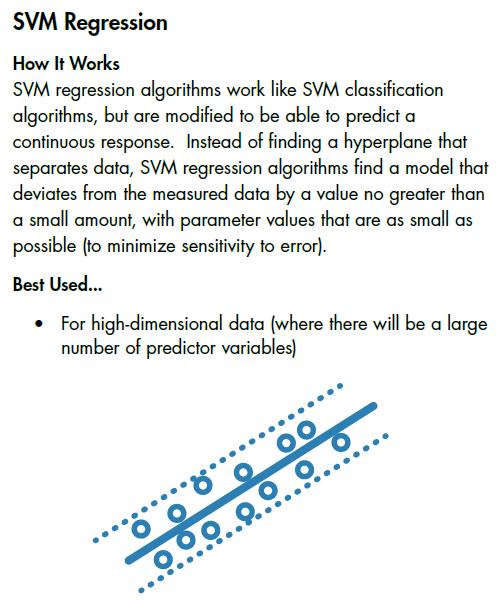 SVM Regression
How It Works
SVM regression algorithms work like SVM classification
algorithms, but are modified to be able to predict a
continuous response.  Instead of finding a hyperplane that
separates data, SVM regression algorithms find a model that
deviates from the measured data by a value no greater than
a small amount, with parameter values that are as small as
possible (to minimize sensitivity to error).
Best Used...
• For high-dimensional data (where there will be a large
number of predictor variables)